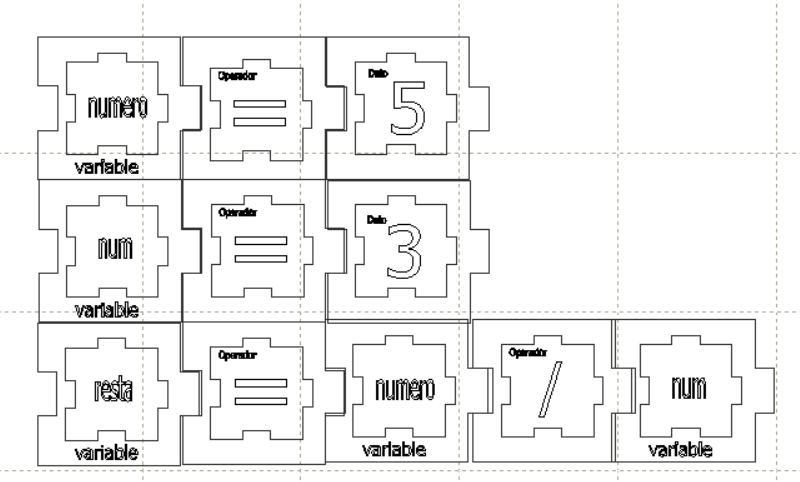 numero Operador = Dato 5
variable
num Operador = Dato 3
variable
resta Operador = numero Operador / num
variable variable variable